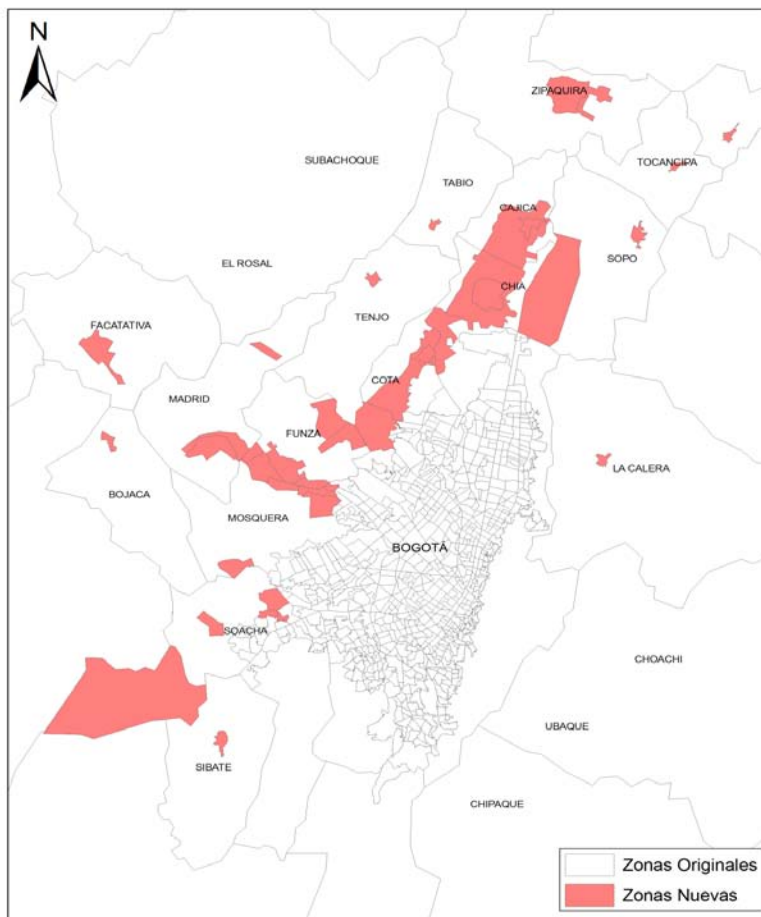 N
ZIPAQUIRA
TOCANCIPA
SUBACHOQUE
TABIO
CAJICA
SOPO
EL ROSAL
CHIA
TENJO
FACATATIVA
COTA
MADRID
FUNZA
LA CALERA
BOJACA
MOSQUERA
BOGOTÁ
SOACHA
CHOACHI
UBAQUE
SIBATE
CHIPAQUE
Zonas Originales
Zonas Nuevas